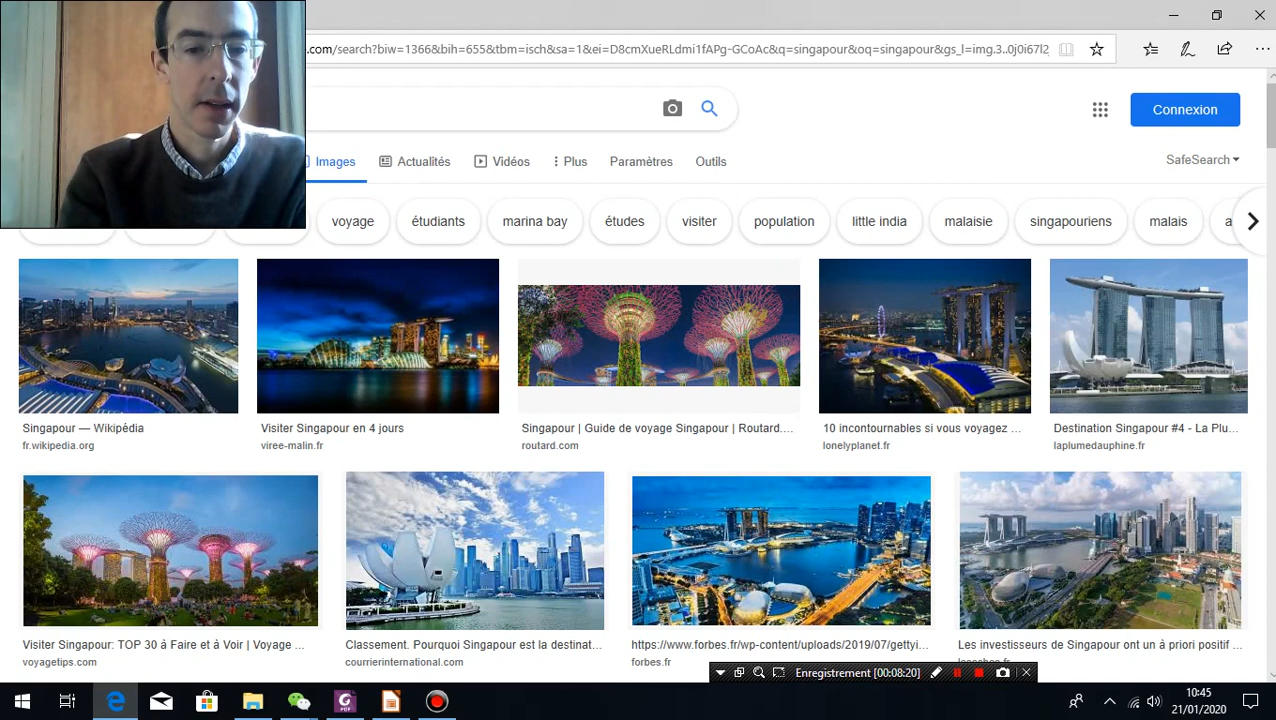 .com/search?biw=1366&bih=655&tbm=isch&sa=1&ei=D8cmXueRLdmi1fAPg-GCoAc&q=singapour&oq=singapour&gs_l=img.3..0j0i67l2
Connexion
Images
Actualités
Vidéos
Plus
Paramètres
Outils
SafeSearch
voyage
étudiants
marina bay
études
visiter
population
little india
malaisie
singapouriens
malais
a
Singapour — Wikipédia
fr.wikipedia.org
Visiter Singapour en 4 jours
viree-malin.fr
Singapour | Guide de voyage Singapour | Routard....
routard.com
10 incontournables si vous voyagez ...
lonelyplanet.fr
Destination Singapour #4 - La Plu...
laplumedauphine.fr
Visiter Singapour: TOP 30 à Faire et à Voir | Voyage ...
voyagetips.com
Classement. Pourquoi Singapour est la destinat...
courrierinternational.com
https://www.forbes.fr/wp-content/uploads/2019/07/gettyi...
forbes.fr
Les investisseurs de Singapour ont un à priori positif ...
Enregistrement [00:08:20]
10:45
21/01/2020